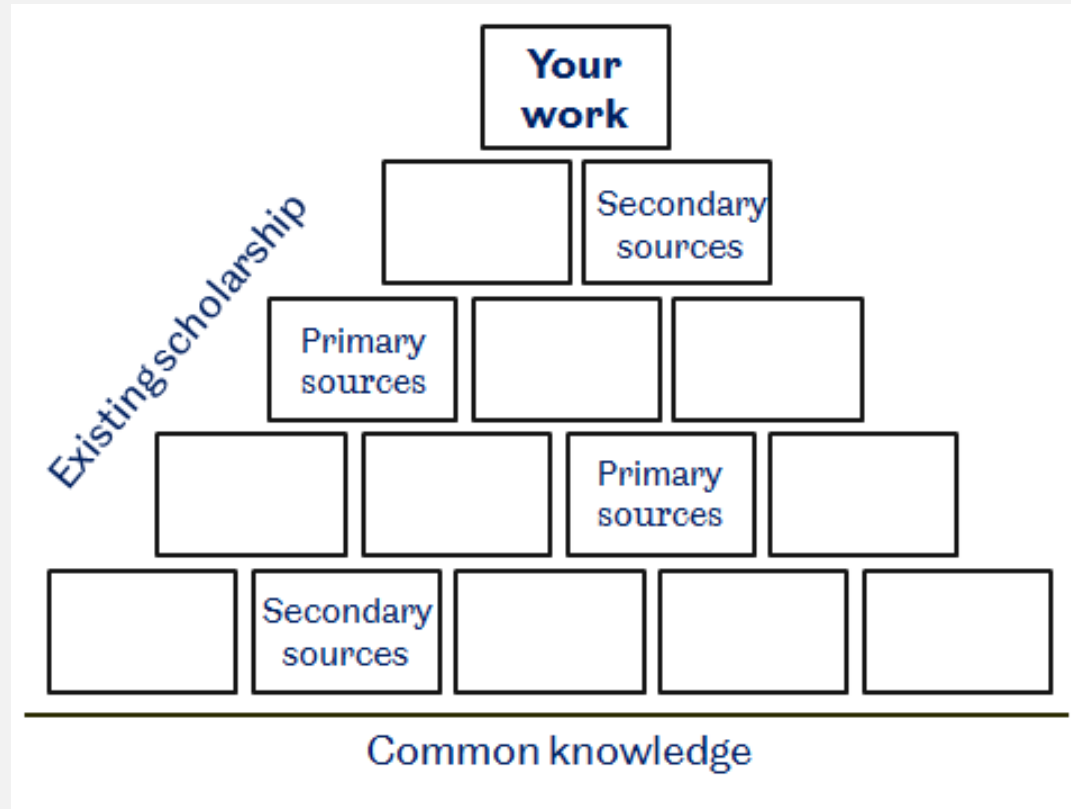 Your
work
Secondary
sources
Existing scholarship
Primary
sources
Primary
sources
Secondary
sources
Common knowledge